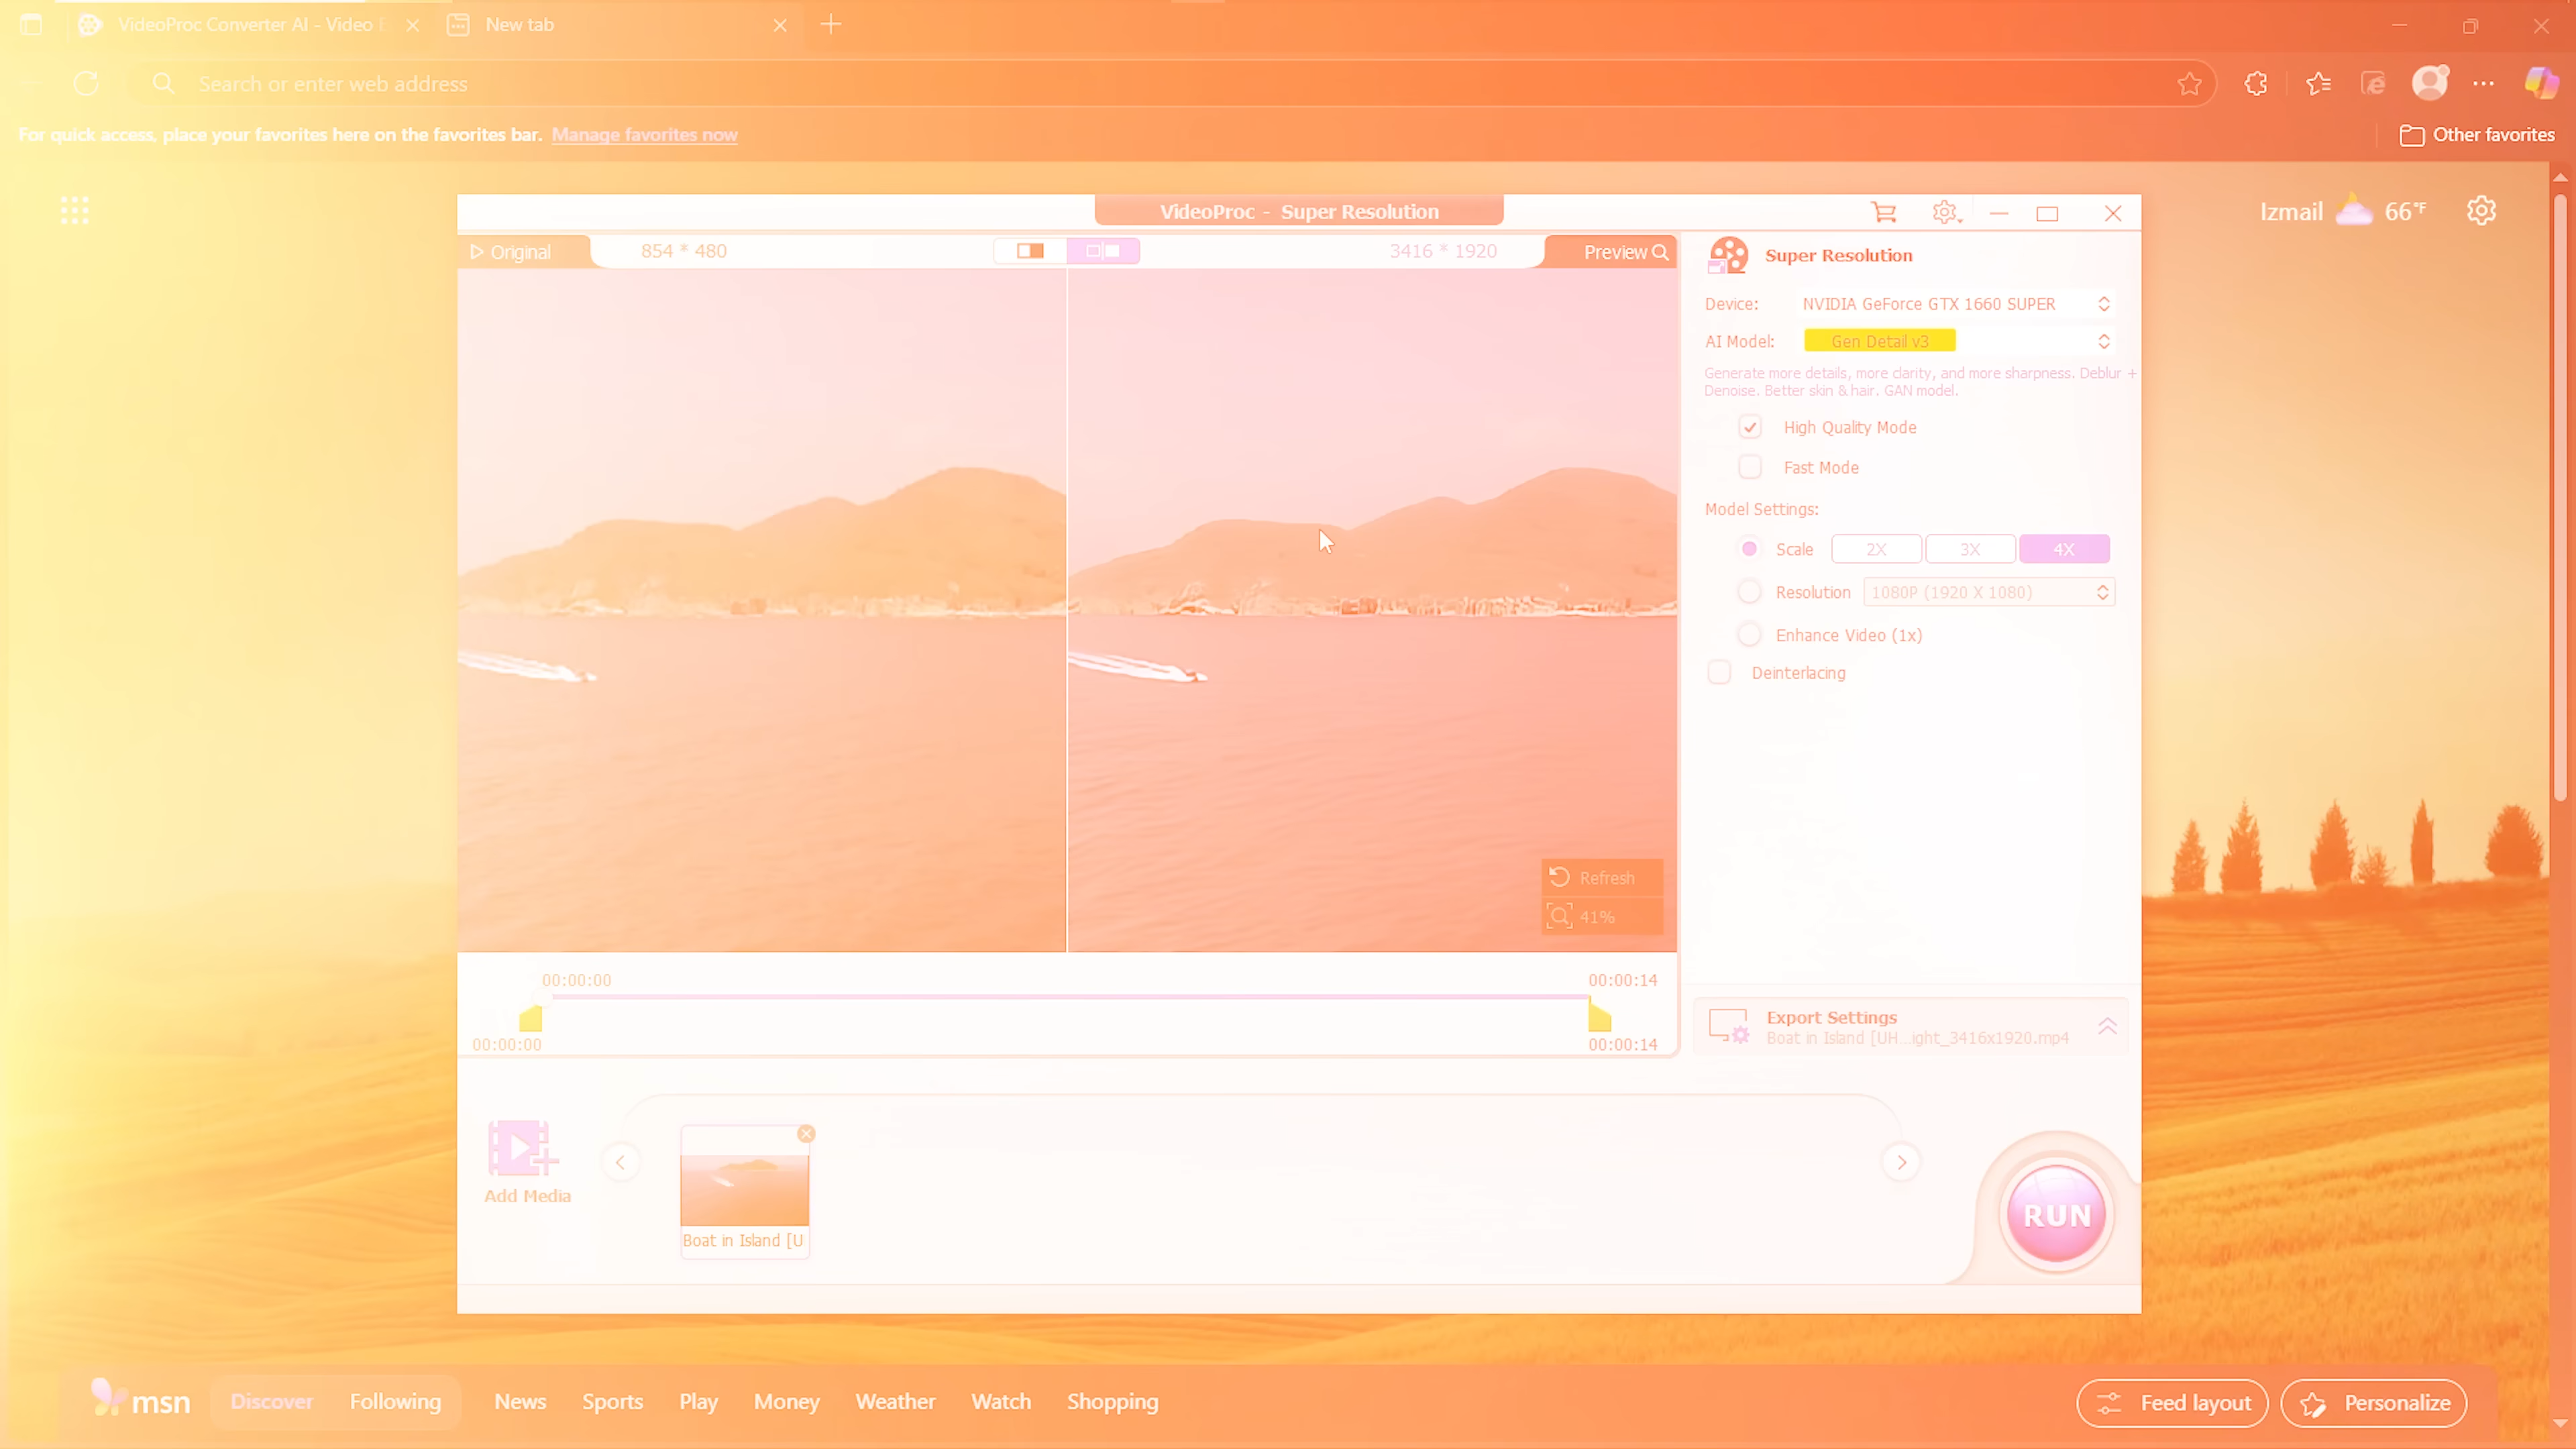 VideoProc Converter AI - Video E
New tab
Search or enter web address
For quick access, place your favorites here on the favorites bar. Manage favorites now
Other favorites
Izmail 66°F
VideoProc - Super Resolution
Original
854 * 480
3416 * 1920
Preview
Super Resolution
Device: NVIDIA GeForce GTX 1660 SUPER
AI Model: Gen Detail v3
Generate more details, more clarity, and more sharpness. Deblur +
Denoise. Better skin & hair. GAN model.
High Quality Mode
Fast Mode
Model Settings:
Scale 2X 3X 4X
Resolution 1080P (1920 X 1080)
Enhance Video (1x)
Deinterlacing
Refresh
41%
00:00:00
00:00:14
00:00:00
00:00:14
Export Settings
Boat in Island [UH...ight_3416x1920.mp4
Add Media
Boat in Island [U
RUN
msn
Discover
Following
News
Sports
Play
Money
Weather
Watch
Shopping
Feed layout
Personalize